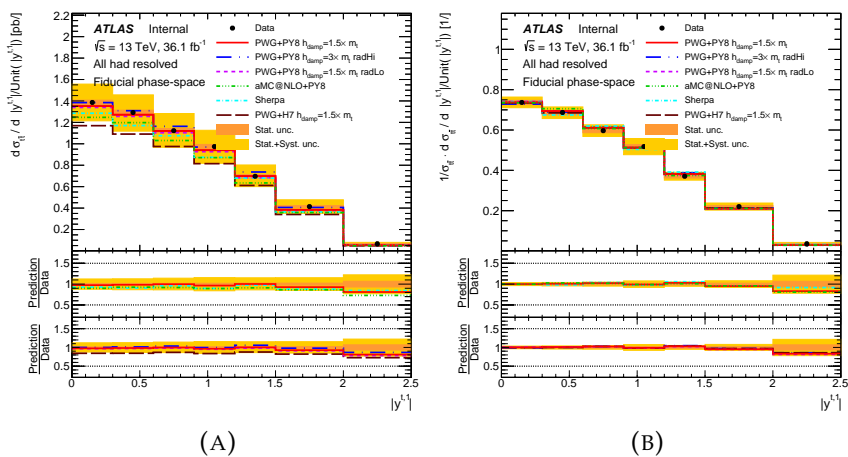 ATLAS Internal
√s = 13 TeV, 36.1 fb⁻¹
All had resolved
Fiducial phase-space
Data
PWG+PY8 h_damp=1.5× m_t
PWG+PY8 h_damp=3× m_t radHi
PWG+PY8 h_damp=1.5× m_t radLo
aMC@NLO+PY8
Sherpa
PWG+H7 h_damp=1.5× m_t
Stat. unc.
Stat.+Syst. unc.
d σ_tt̄ / d |y^{t,1}|/Unit(|y^{t,1}|) [pb/]
2.2
2
1.8
1.6
1.4
1.2
1
0.8
0.6
0.4
0.2
Prediction
Data
1.5
1
0.5
Prediction
Data
1.5
1
0.5
0 0.5 1 1.5 2 2.5
|y^{t,1}|
(A)
ATLAS Internal
√s = 13 TeV, 36.1 fb⁻¹
All had resolved
Fiducial phase-space
Data
PWG+PY8 h_damp=1.5× m_t
PWG+PY8 h_damp=3× m_t radHi
PWG+PY8 h_damp=1.5× m_t radLo
aMC@NLO+PY8
Sherpa
PWG+H7 h_damp=1.5× m_t
Stat. unc.
Stat.+Syst. unc.
1/σ_tt̄ · d σ_tt̄ / d |y^{t,1}|/Unit(|y^{t,1}|) [1/]
1
0.8
0.6
0.4
0.2
Prediction
Data
1.5
1
0.5
Prediction
Data
1.5
1
0.5
0 0.5 1 1.5 2 2.5
|y^{t,1}|
(B)